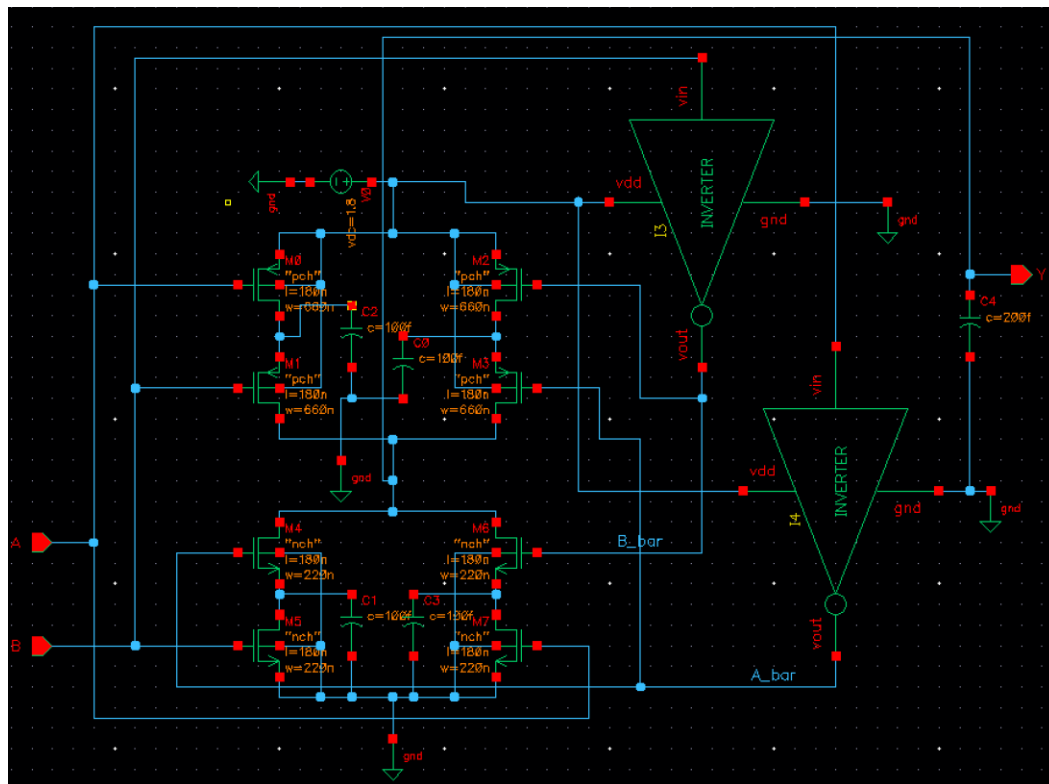 vin
INVERTER
vdd
gnd
I3
vout
gnd
gnd
V0
vdc=1.8
M0
"pch"
l=180n
w=660n
M2
"pch"
l=180n
w=660n
C2
c=100f
C0
c=100f
M1
"pch"
l=180n
w=660n
M3
"pch"
l=180n
w=660n
gnd
Y
C4
c=200f
vin
INVERTER
vdd
gnd
I4
vout
gnd
A
B
M4
"nch"
l=180n
w=220n
M6
"nch"
l=180n
w=220n
B_bar
C1
c=100f
C3
c=100f
M5
"nch"
l=180n
w=220n
M7
"nch"
l=180n
w=220n
A_bar
gnd